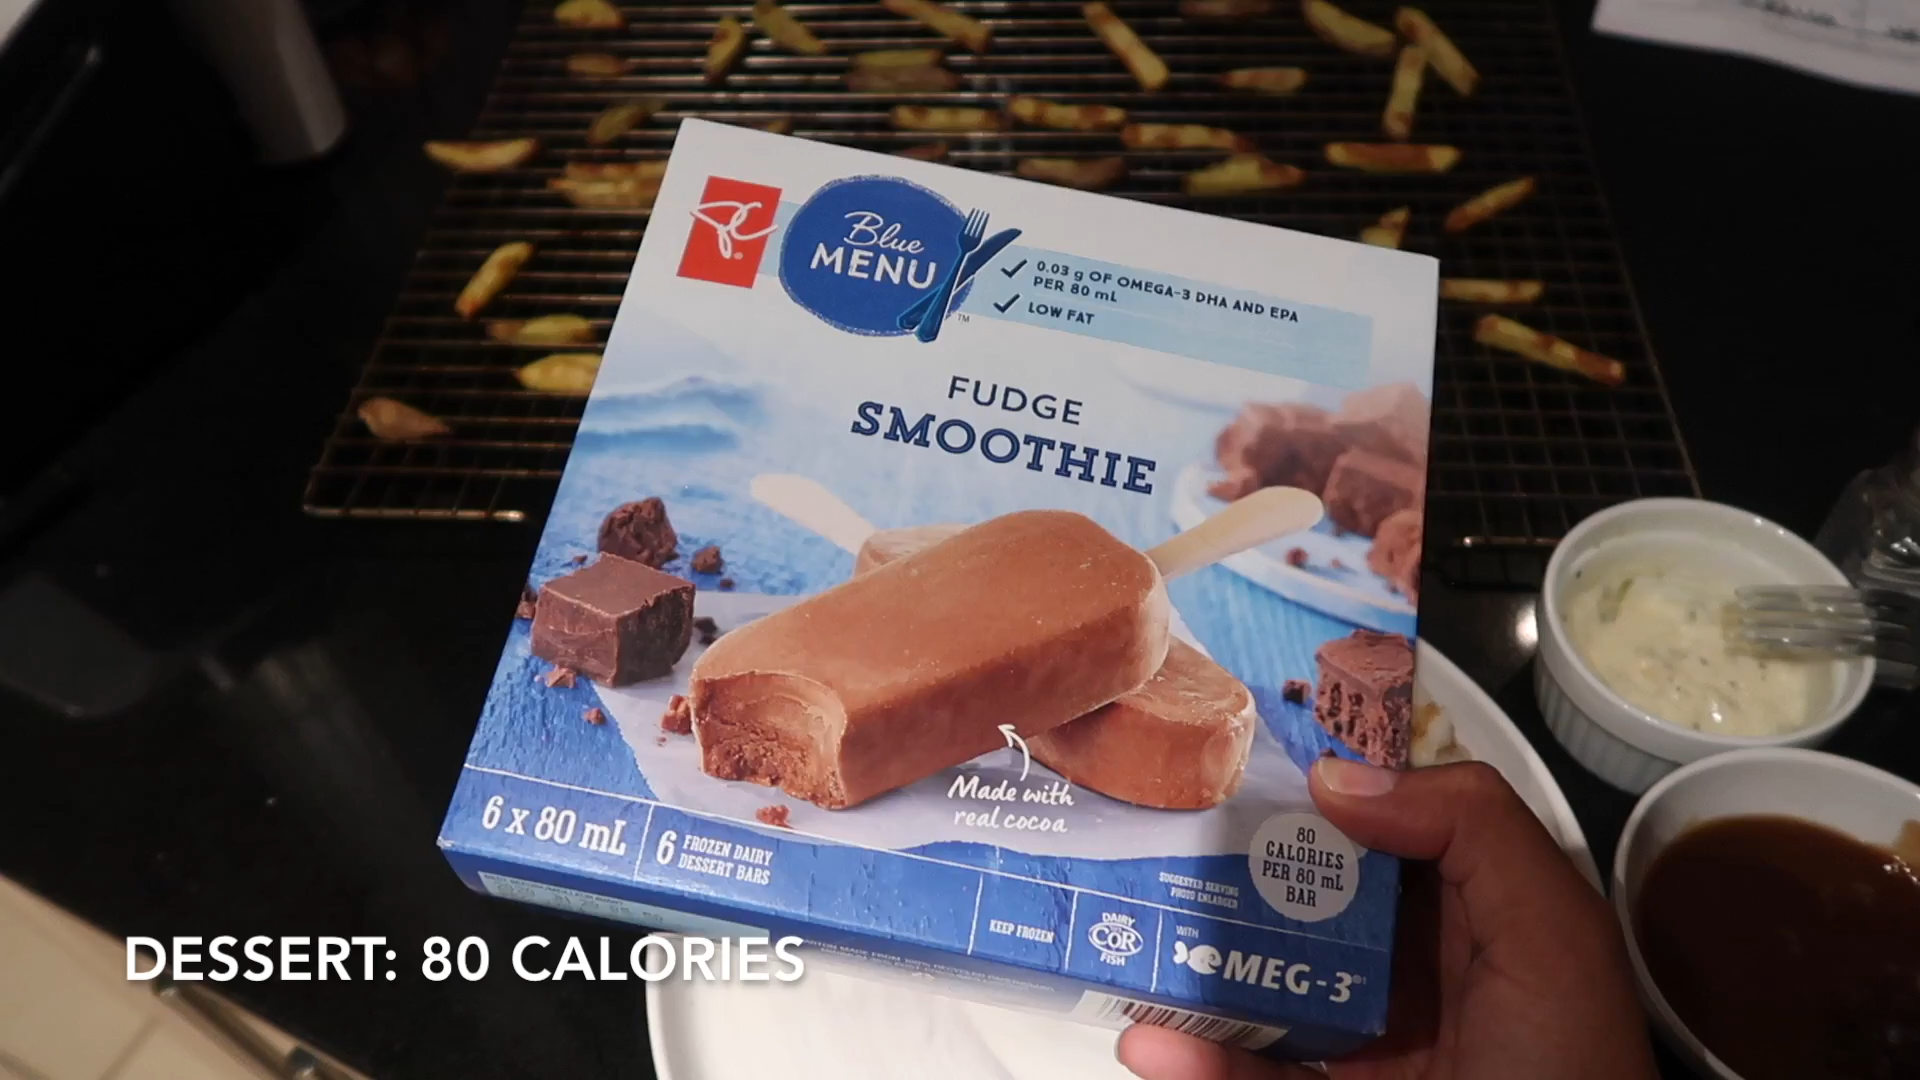 PC
Blue
MENU
TM
0.03 g OF OMEGA-3 DHA AND EPA
PER 80 mL
LOW FAT
FUDGE
SMOOTHIE
Made with
real cocoa
6 x 80 mL
6 FROZEN DAIRY
DESSERT BARS
KEEP FROZEN
SUGGESTED SERVING
PHOTO ENLARGED
80
CALORIES
PER 80 mL
BAR
DAIRY
COR
FISH
WITH
MEG-3
DESSERT: 80 CALORIES